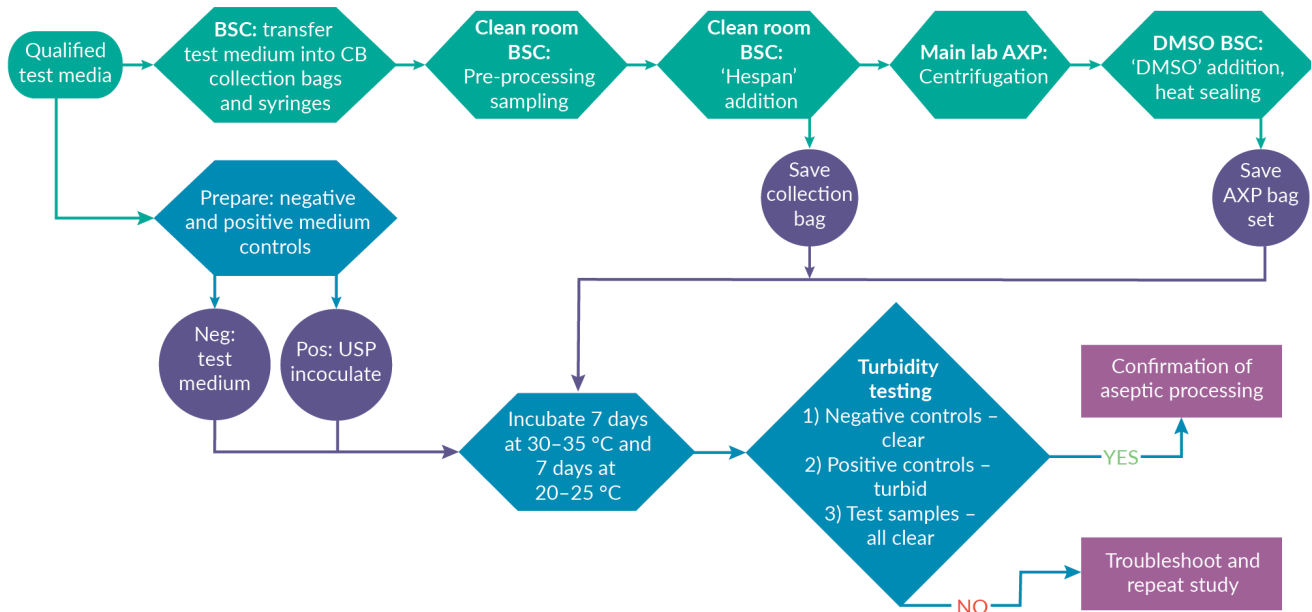 Qualified
test media
BSC: transfer
test medium into CB
collection bags
and syringes
Clean room
BSC:
Pre-processing
sampling
Clean room
BSC:
‘Hespan’
addition
Main lab AXP:
Centrifugation
DMSO BSC:
‘DMSO’ addition,
heat sealing
Save
collection
bag
Save
AXP bag
set
Prepare: negative
and positive medium
controls
Neg:
test
medium
Pos: USP
incoculate
Incubate 7 days
at 30–35 °C and
7 days at
20–25 °C
Turbidity
testing
1) Negative controls –
clear
2) Positive controls –
turbid
3) Test samples –
all clear
YES
Confirmation of
aseptic processing
NO
Troubleshoot and
repeat study